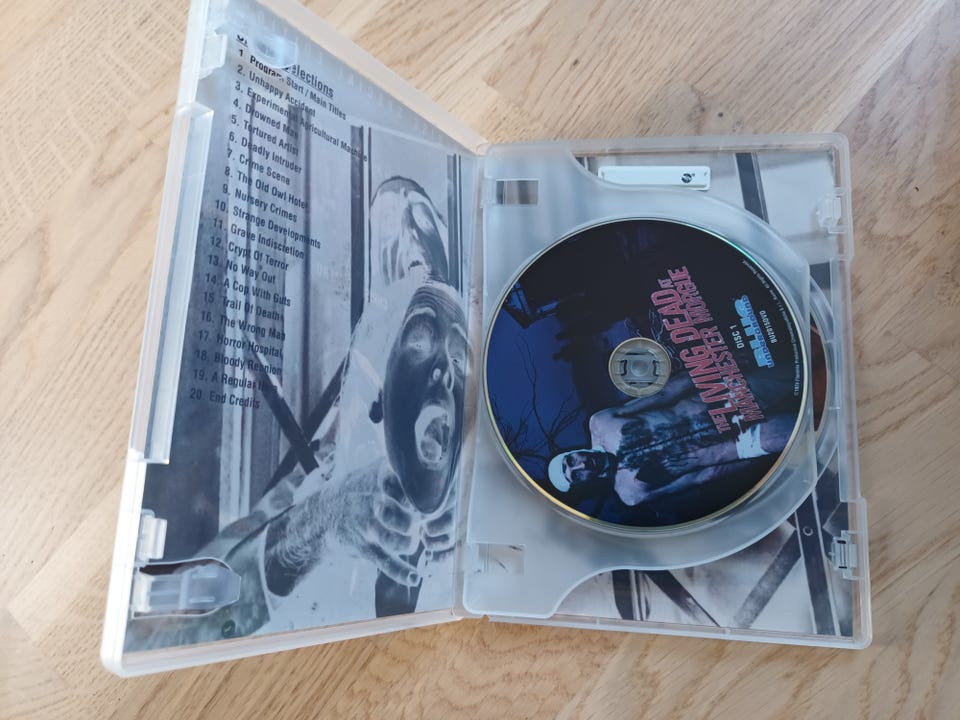 elections
1 Program Start / Main Titles
2. Unhappy Accident
3. Experimental Agricultural Machine
4. Drowned Man
5. Tortured Artist
6. Deadly Intruder
7. Crime Scene
8. The Old Owl Hotel
9. Nursery Crimes
10. Strange Developments
11. Grave Indiscretion
12. Crypt Of Terror
13. No Way Out
14. A Cop With Guts
15 Trail Of Death
16. The Wrong Man
17. Horror Hospital
18. Bloody Reunion
19. A Regular
20 End Credits
THE LIVING DEAD AT
MANCHESTER MORGUE
DISC 1
BLUE
UNDERGROUND
BU2015DVD